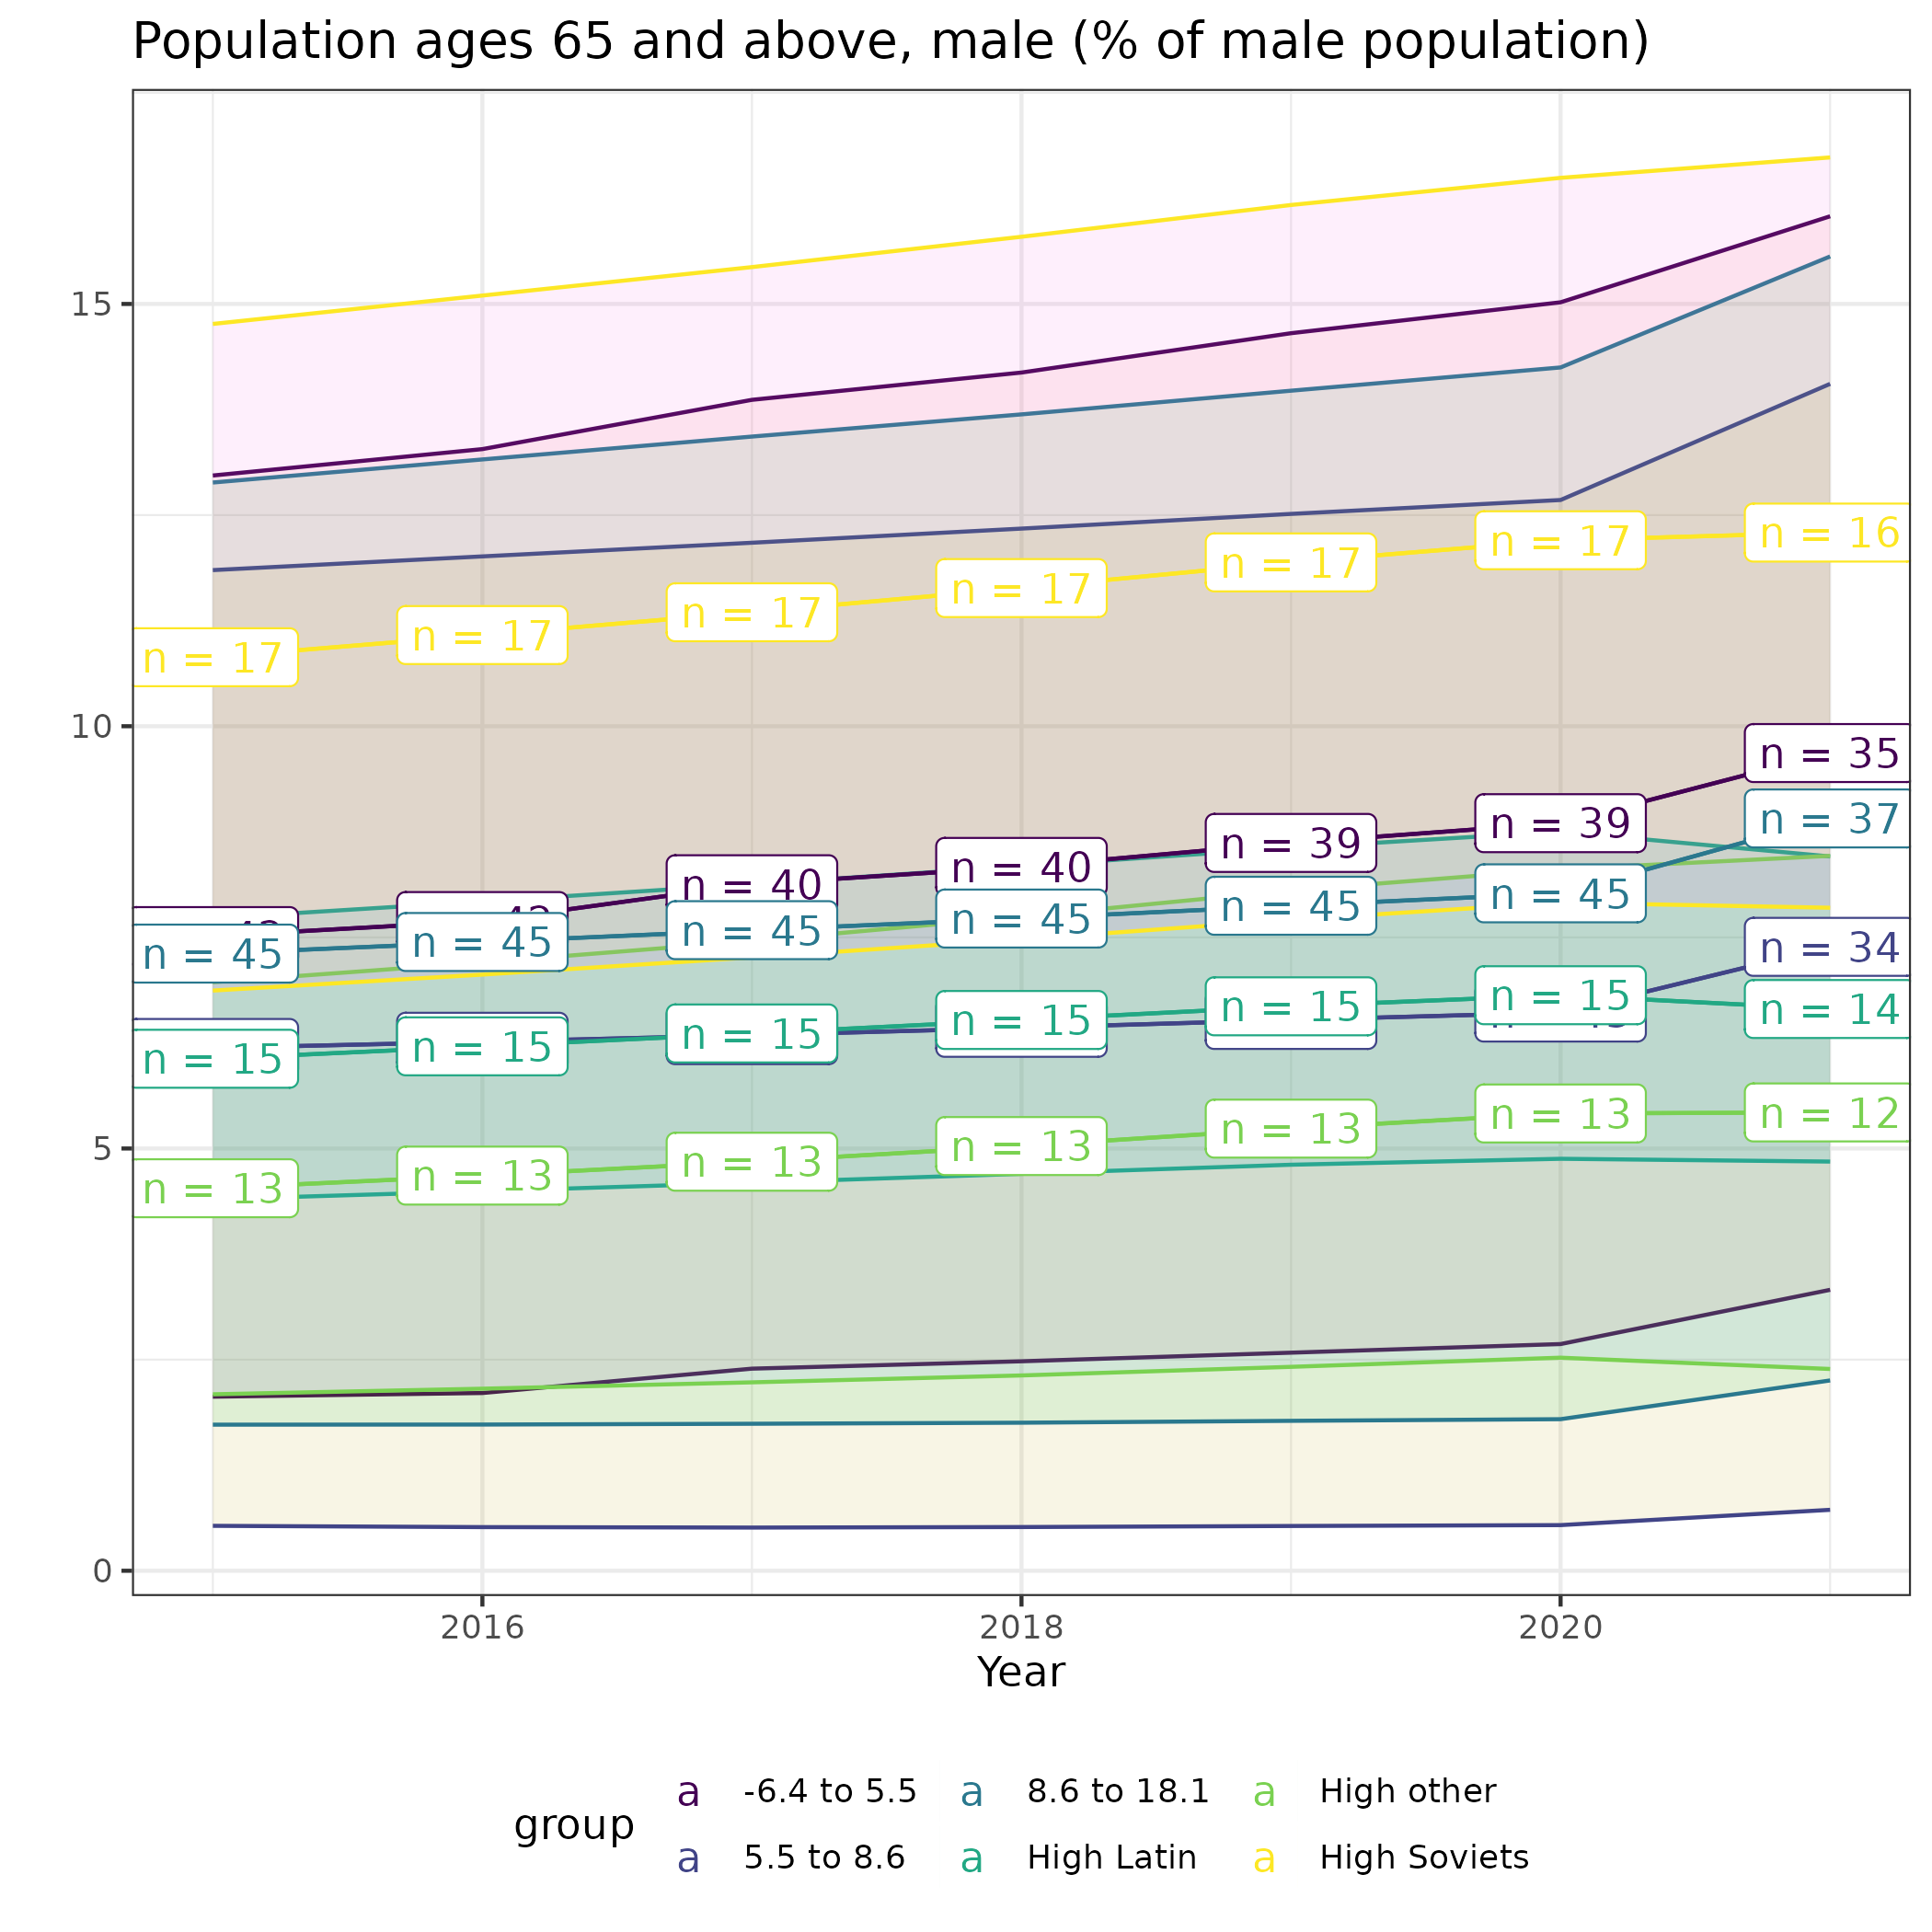 Population ages 65 and above, male (% of male population)
15
10
5
0
n = 17
n = 17
n = 17
n = 17
n = 17
n = 17
n = 16
n = 40
n = 40
n = 39
n = 39
n = 35
n = 45
n = 45
n = 45
n = 45
n = 45
n = 45
n = 37
n = 34
n = 15
n = 15
n = 15
n = 15
n = 15
n = 15
n = 14
n = 13
n = 13
n = 13
n = 13
n = 13
n = 13
n = 12
2016 2018 2020
Year
group
a -6.4 to 5.5 a 8.6 to 18.1 a High other
a 5.5 to 8.6 a High Latin a High Soviets